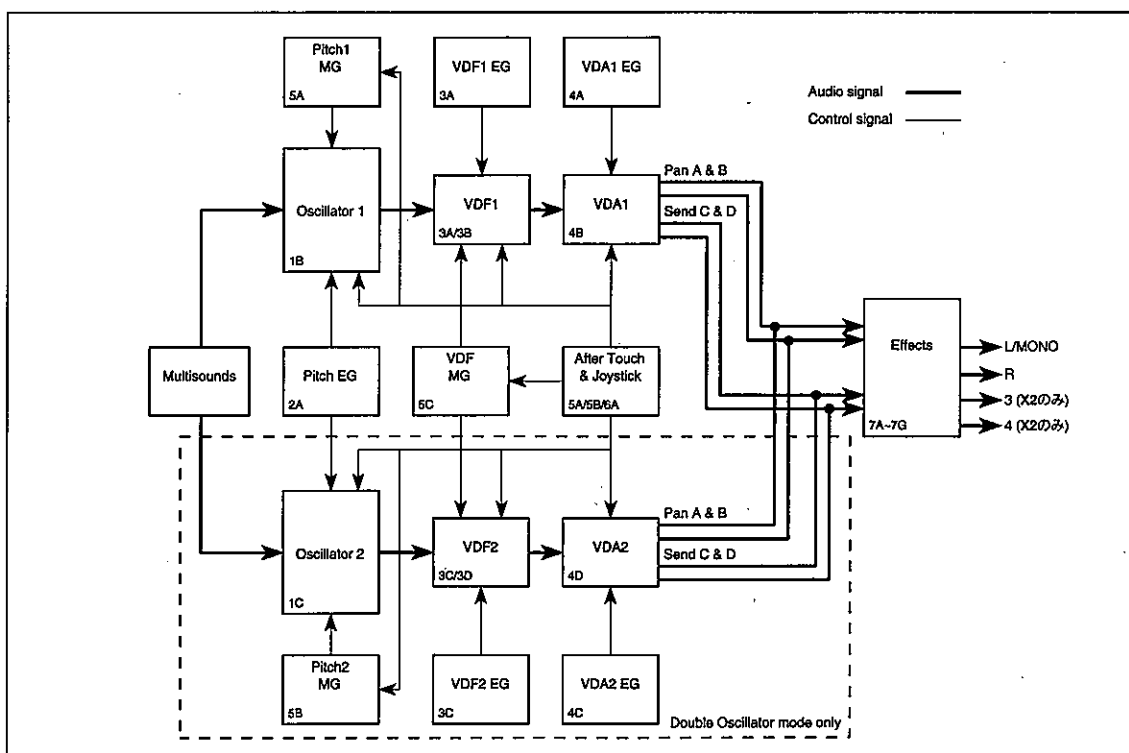 Pitch1
MG
5A
VDF1 EG
3A
VDA1 EG
4A
Audio signal
Control signal
Oscillator 1
1B
VDF1
3A/3B
VDA1
4B
Pan A & B
Send C & D
Multisounds
Pitch EG
2A
VDF
MG
5C
After Touch
& Joystick
5A/5B/6A
Effects
7A~7G
L/MONO
R
3 (X2のみ)
4 (X2のみ)
Oscillator 2
1C
VDF2
3C/3D
VDA2
4D
Pan A & B
Send C & D
Pitch2
MG
5B
VDF2 EG
3C
VDA2 EG
4C
Double Oscillator mode only